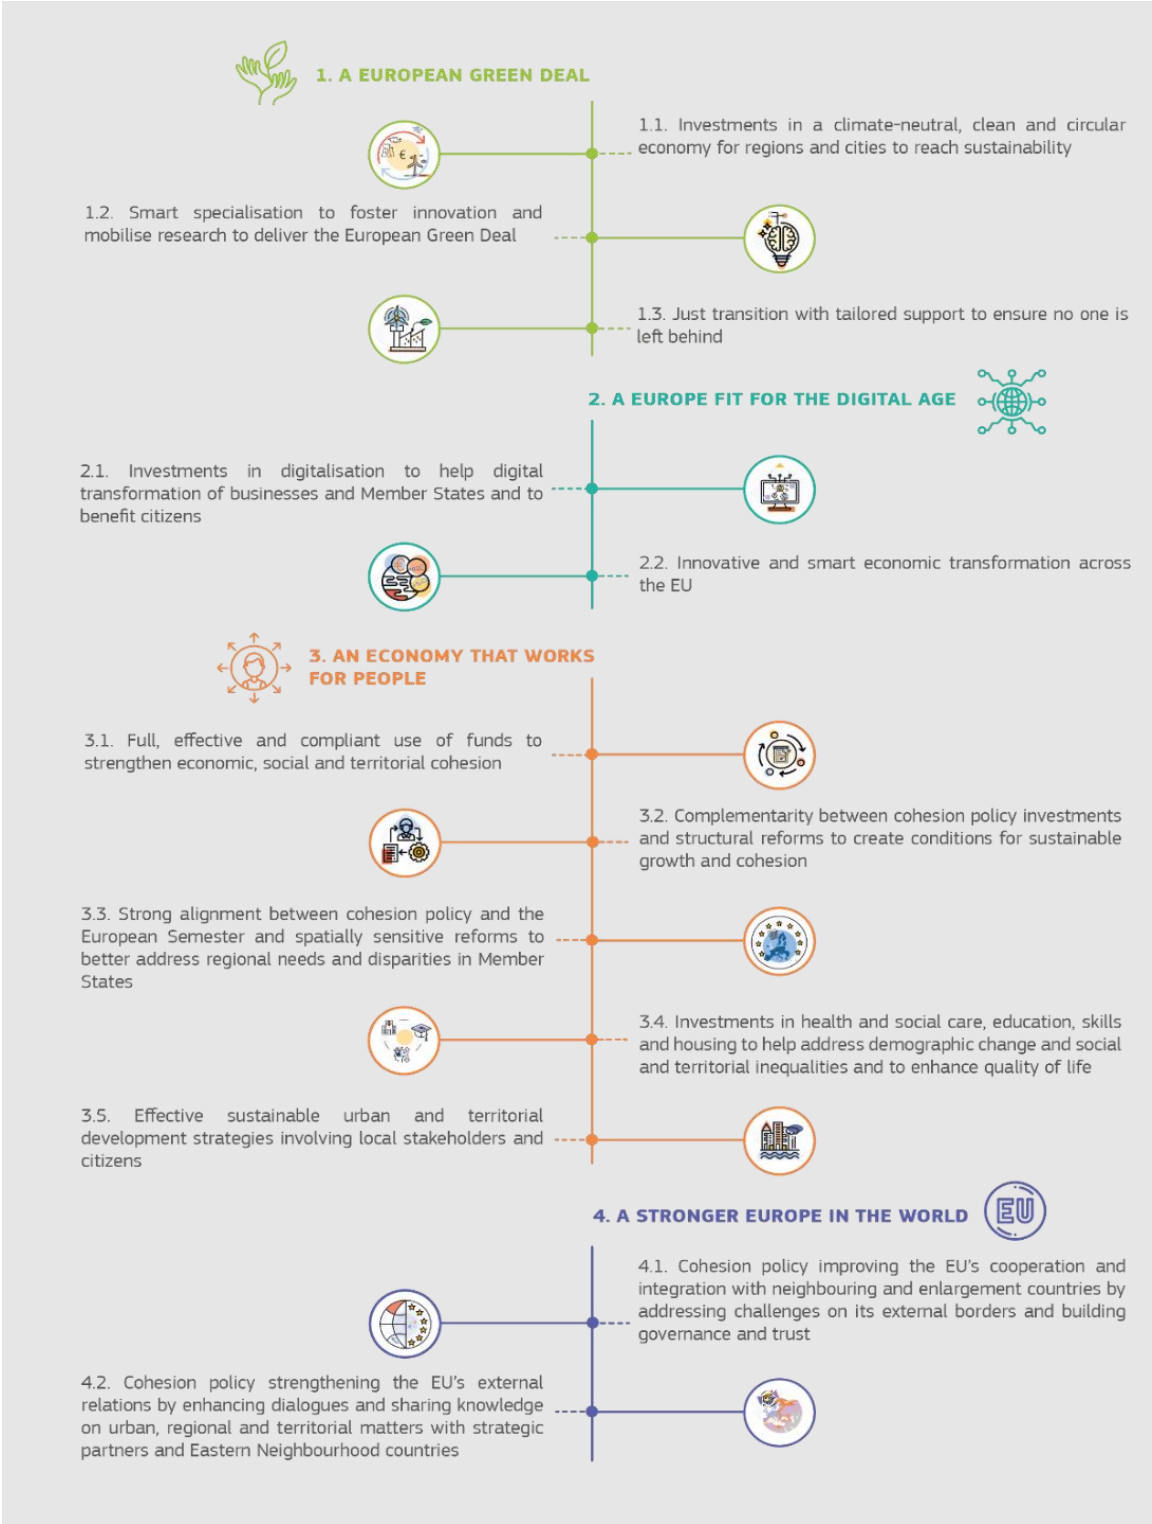 1. A EUROPEAN GREEN DEAL
1.1. Investments in a climate-neutral, clean and circular
economy for regions and cities to reach sustainability
1.2. Smart specialisation to foster innovation and
mobilise research to deliver the European Green Deal
1.3. Just transition with tailored support to ensure no one is
left behind
2. A EUROPE FIT FOR THE DIGITAL AGE
2.1. Investments in digitalisation to help digital
transformation of businesses and Member States and to
benefit citizens
2.2. Innovative and smart economic transformation across
the EU
3. AN ECONOMY THAT WORKS
FOR PEOPLE
3.1. Full, effective and compliant use of funds to
strengthen economic, social and territorial cohesion
3.2. Complementarity between cohesion policy investments
and structural reforms to create conditions for sustainable
growth and cohesion
3.3. Strong alignment between cohesion policy and the
European Semester and spatially sensitive reforms to
better address regional needs and disparities in Member
States
3.4. Investments in health and social care, education, skills
and housing to help address demographic change and social
and territorial inequalities and to enhance quality of life
3.5. Effective sustainable urban and territorial
development strategies involving local stakeholders and
citizens
4. A STRONGER EUROPE IN THE WORLD
EU
4.1. Cohesion policy improving the EU's cooperation and
integration with neighbouring and enlargement countries by
addressing challenges on its external borders and building
governance and trust
4.2. Cohesion policy strengthening the EU's external
relations by enhancing dialogues and sharing knowledge
on urban, regional and territorial matters with strategic
partners and Eastern Neighbourhood countries